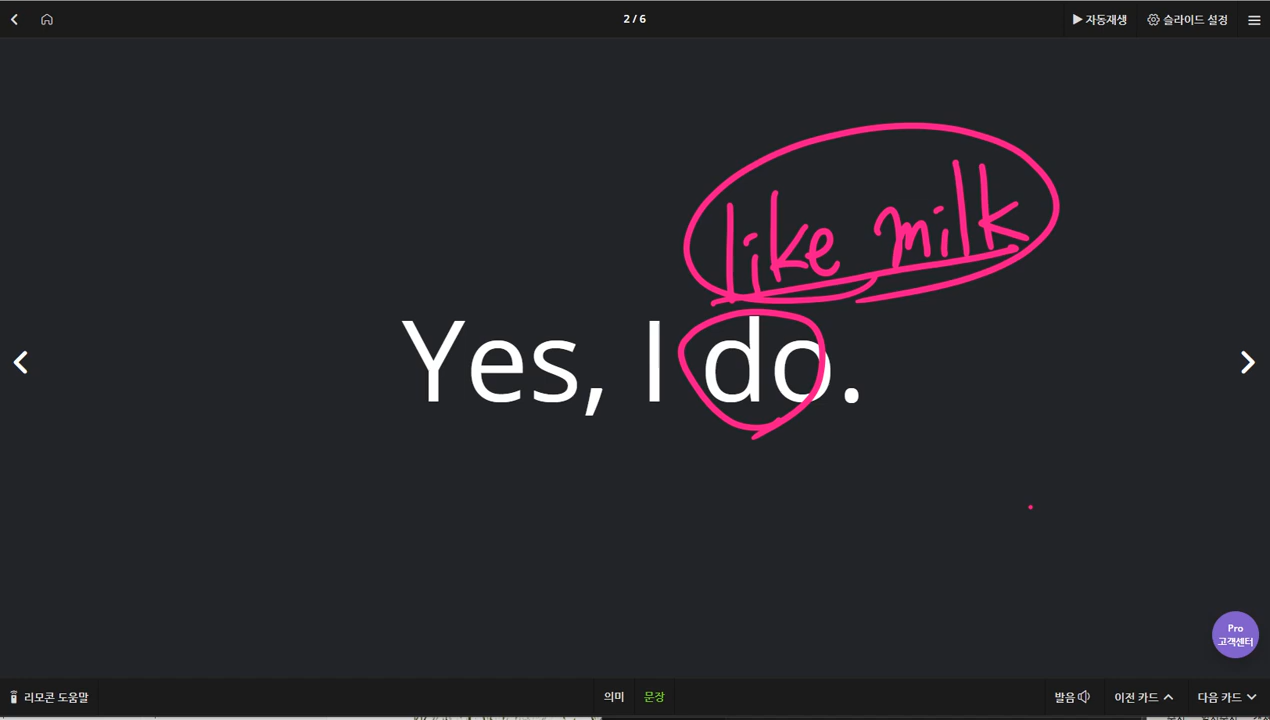 2 / 6
자동재생
슬라이드 설정
like milk
Yes, I do.
Pro
고객센터
리모콘 도움말
의미
문장
발음
이전 카드
다음 카드